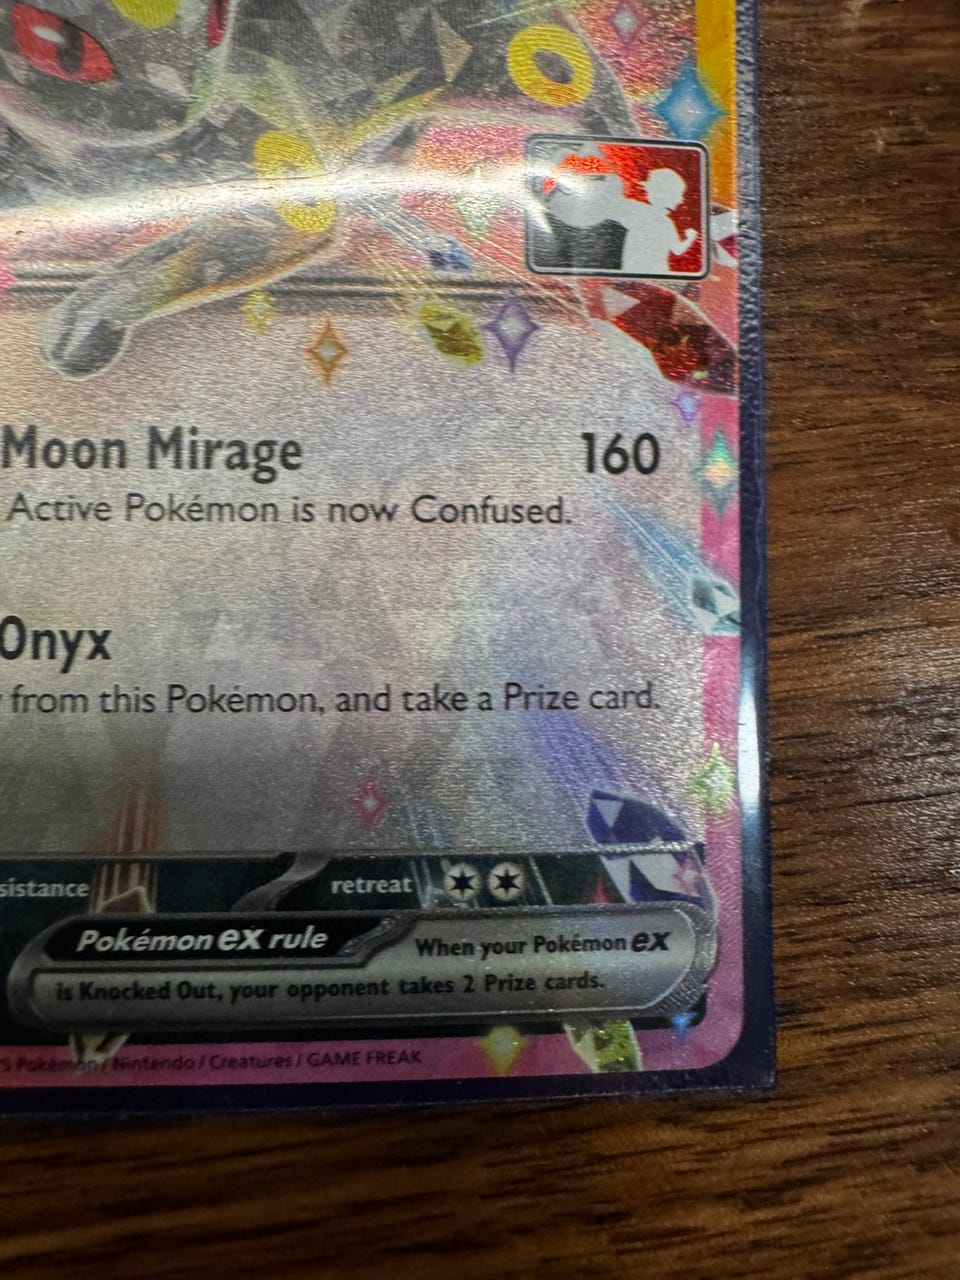 Moon Mirage 160
Active Pokémon is now Confused.
Onyx
from this Pokémon, and take a Prize card.
sistance retreat
Pokémon ex rule When your Pokémon ex
is Knocked Out, your opponent takes 2 Prize cards.
Pokémon / Nintendo / Creatures / GAME FREAK